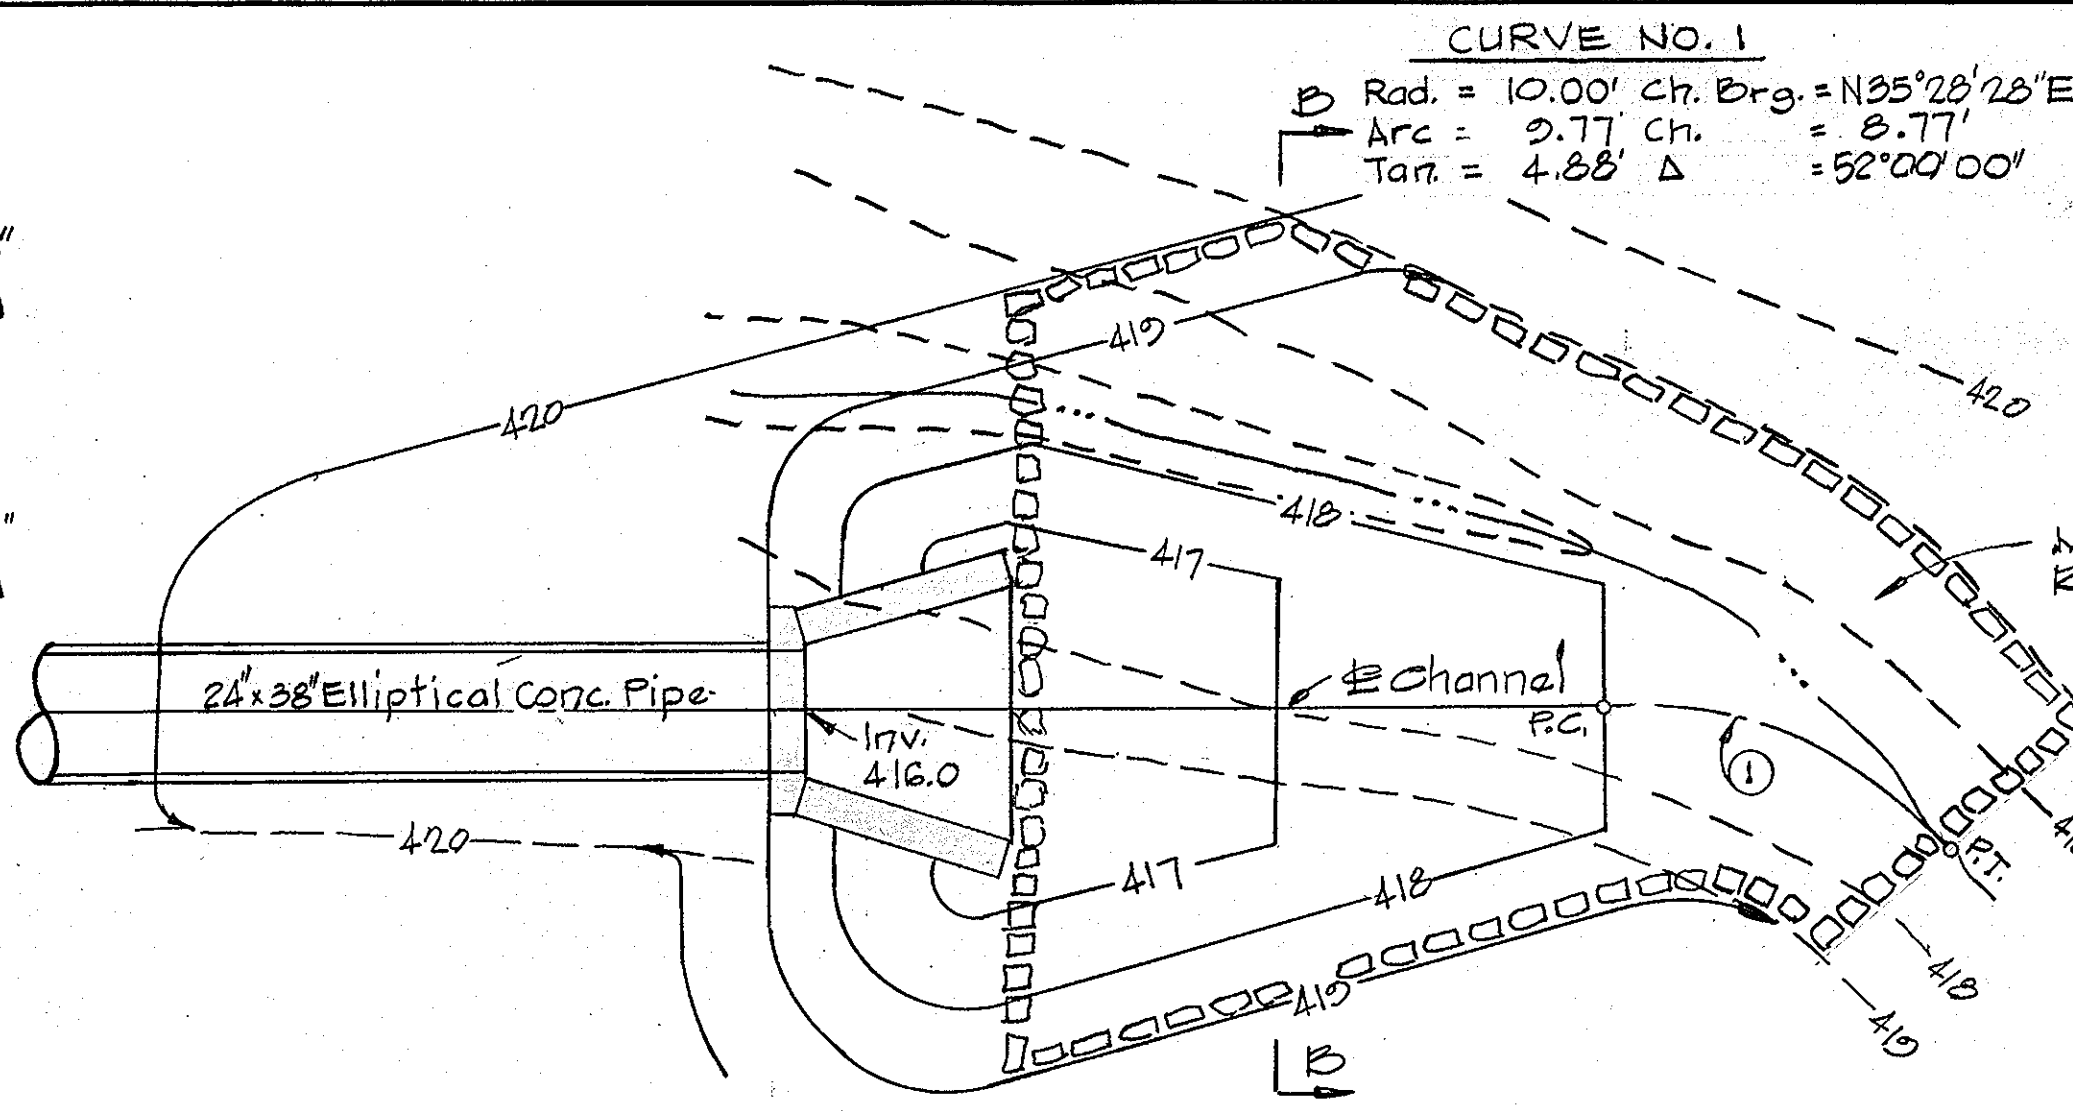 CURVE NO. 1
B Rad. = 10.00' Ch. Brg. = N35°28'28"E
Arc = 9.77' Ch. = 8.77'
Tan. = 4.88' Δ = 52°00'00"
419
420
420
418
417
℄ Channel
24"x38" Elliptical Conc. Pipe
P.C.
Inv.
416.0
1
420
P.T.
417
418
418
419
419
B